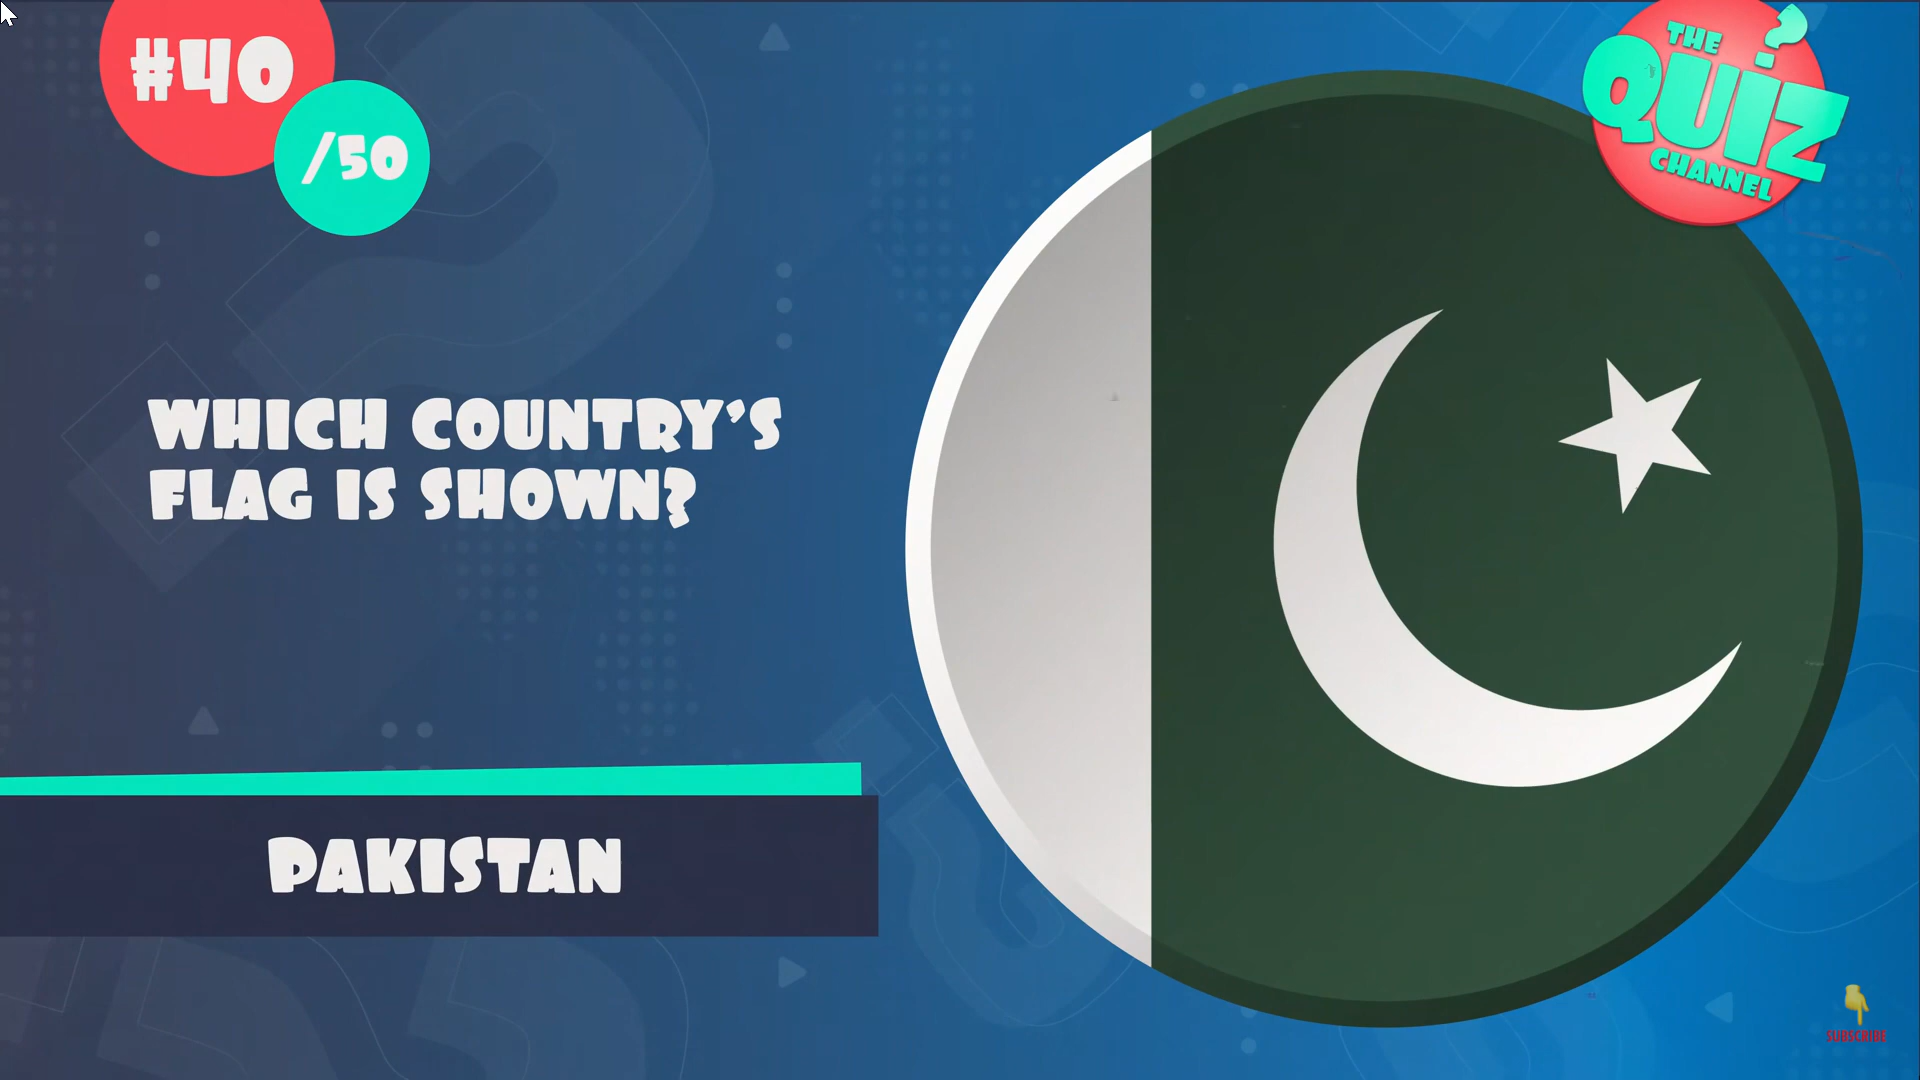 #40
/50
THE
QUIZ
CHANNEL
WHICH COUNTRY'S
FLAG IS SHOWN?
PAKISTAN
SUBSCRIBE